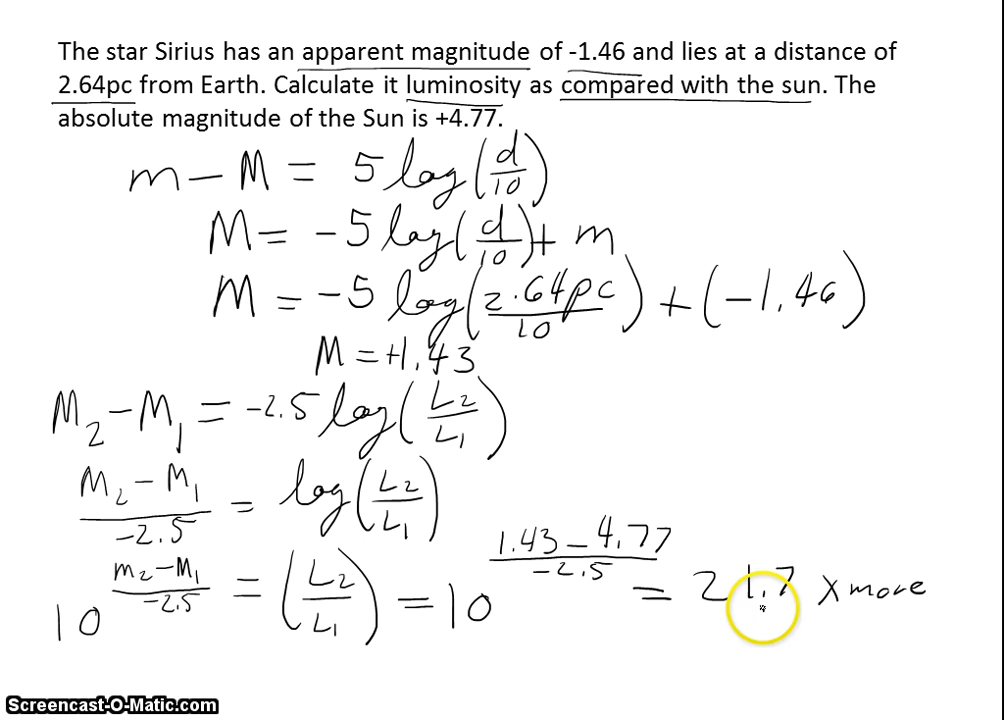 The star Sirius has an apparent magnitude of -1.46 and lies at a distance of
2.64pc from Earth. Calculate it luminosity as compared with the sun. The
absolute magnitude of the Sun is +4.77.
m - M = 5 log(d/10)
M = -5 log(d/10) + m
M = -5 log(2.64pc/10) + (-1.46)
M = +1.43
M₂ - M₁ = -2.5 log(L₂/L₁)
M₂ - M₁/-2.5 = log(L₂/L₁)
10^(m₂-M₁/-2.5) = (L₂/L₁) = 10^(1.43-4.77/-2.5) = 21.7 x more
Screencast-O-Matic.com